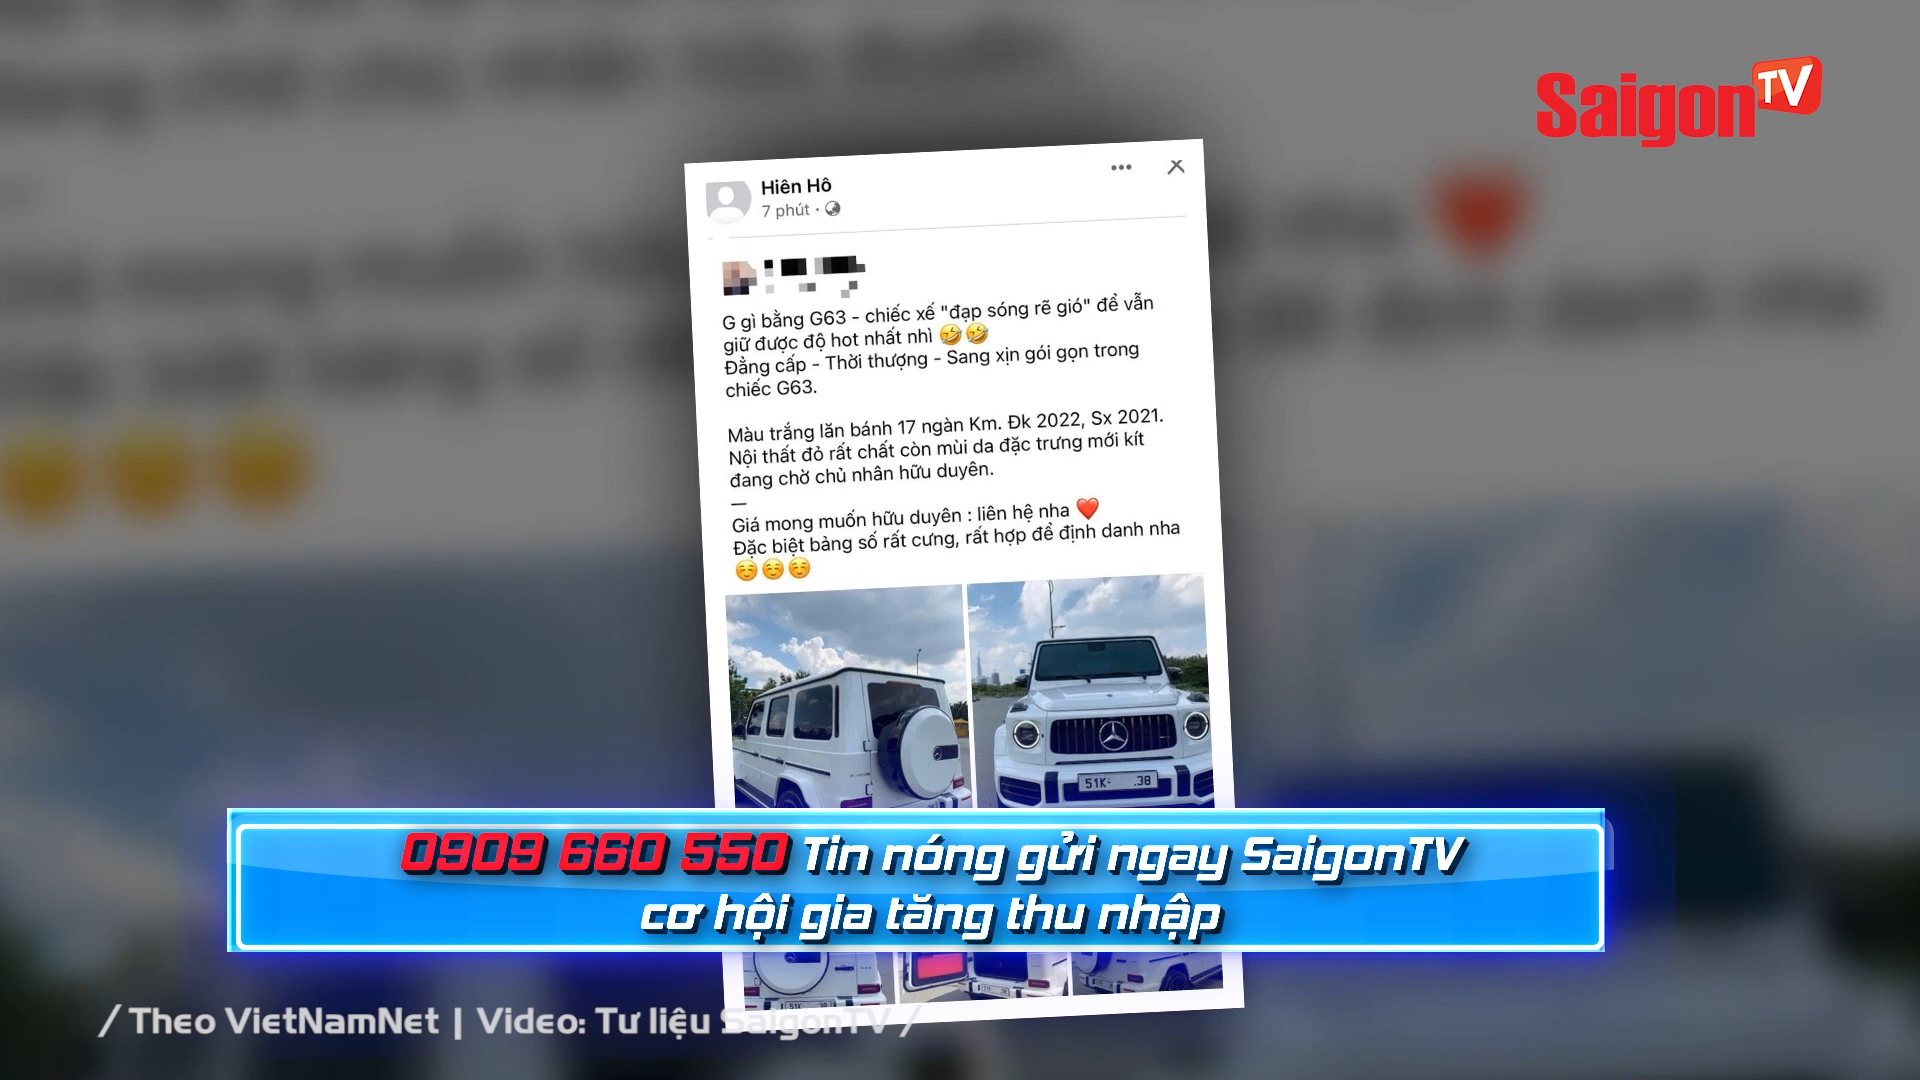 Saigon TV
Hiên Hô
7 phút ·
G gì bằng G63 - chiếc xế "đạp sóng rẽ gió" để vẫn
giữ được độ hot nhất nhì 🤣🤣
Đẳng cấp - Thời thượng - Sang xịn gói gọn trong
chiếc G63.
Màu trắng lăn bánh 17 ngàn Km. Đk 2022, Sx 2021.
Nội thất đỏ rất chất còn mùi da đặc trưng mới kít
đang chờ chủ nhân hữu duyên.
—
Giá mong muốn hữu duyên : liên hệ nha ❤️
Đặc biệt bảng số rất cưng, rất hợp để định danh nha
☺️☺️☺️
51K- .38
0909 660 550 Tin nóng gửi ngay SaigonTV
cơ hội gia tăng thu nhập
/ Theo VietNamNet | Video: Tư liệu SaigonTV /